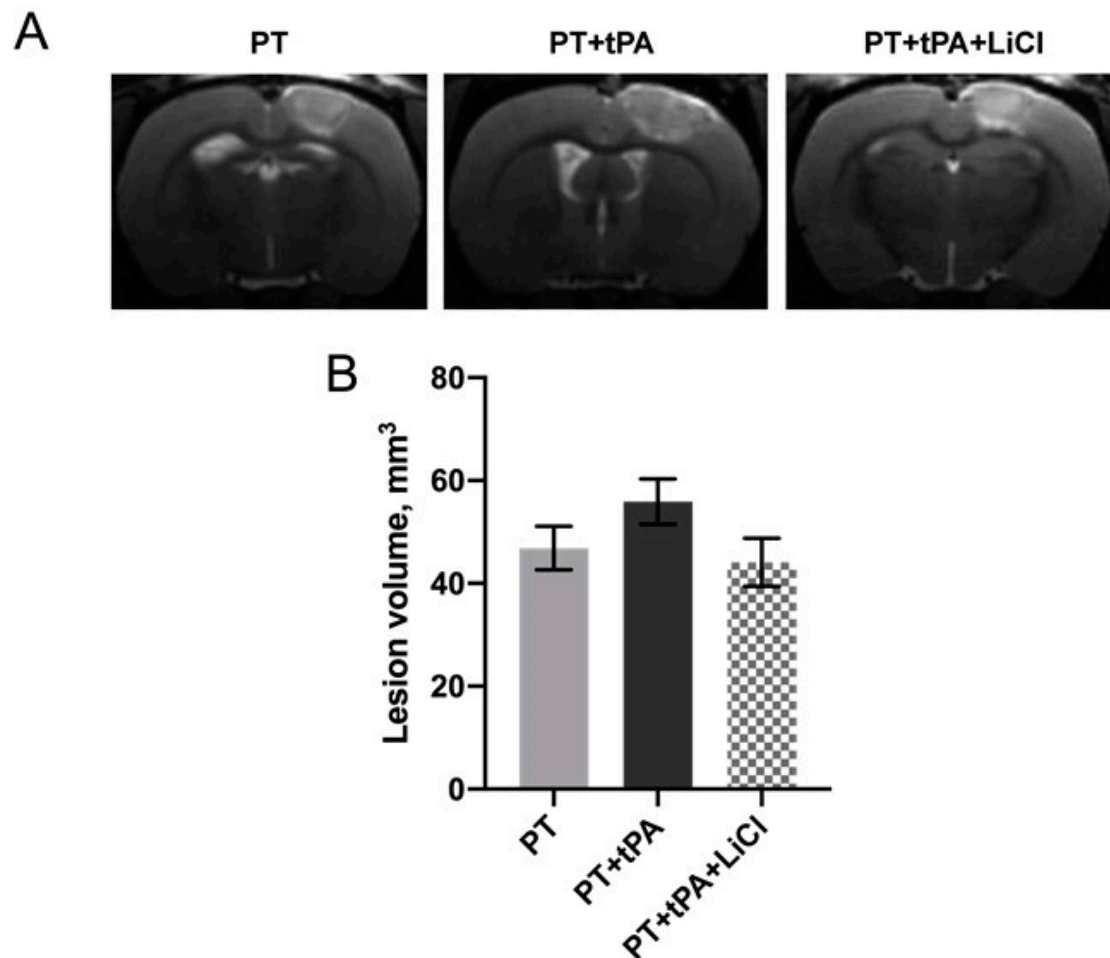 A
PT
PT+tPA
PT+tPA+LiCl
B
Lesion volume, mm³
80
60
40
20
0
PT
PT+tPA
PT+tPA+LiCl